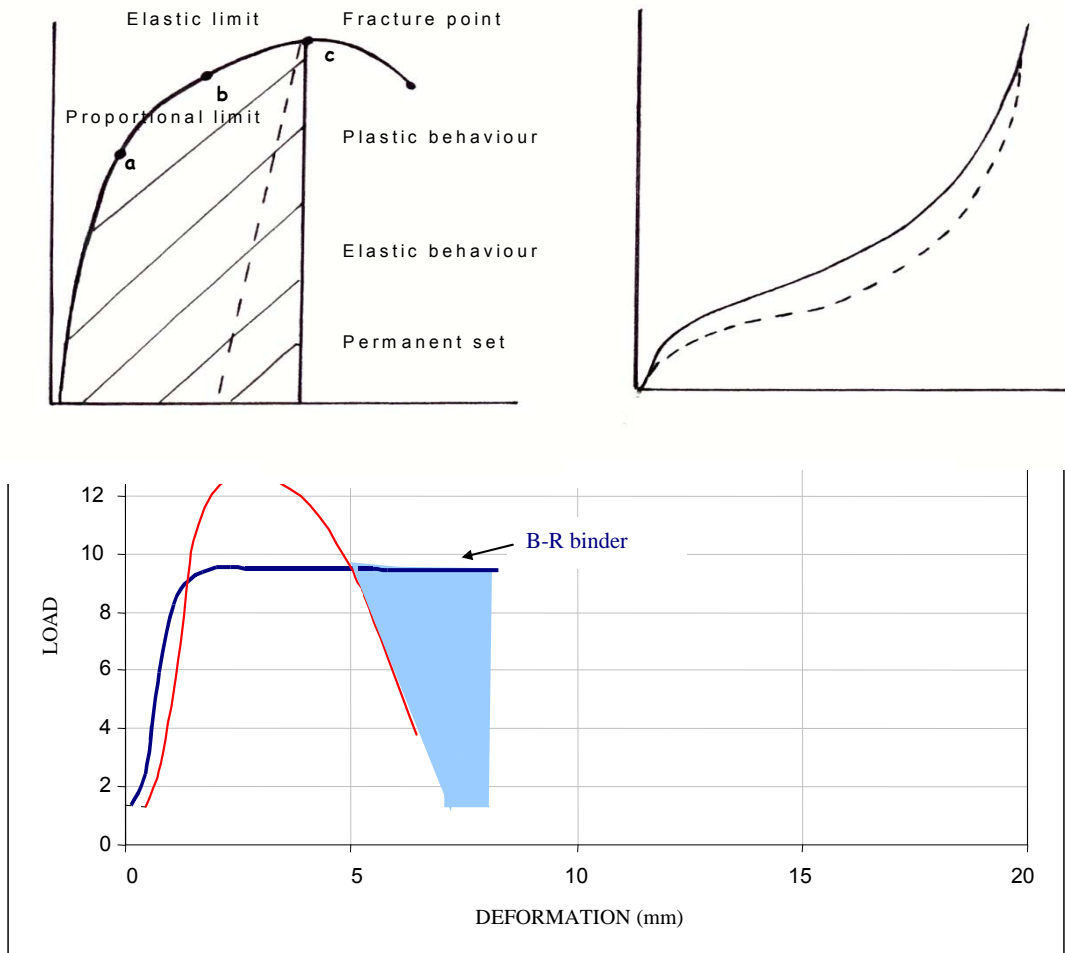 Elastic limit
Fracture point
c
b
Proportional limit
a
Plastic behaviour
Elastic behaviour
Permanent set
12
B-R binder
10
8
LOAD
6
4
2
0
0 5 10 15 20
DEFORMATION (mm)